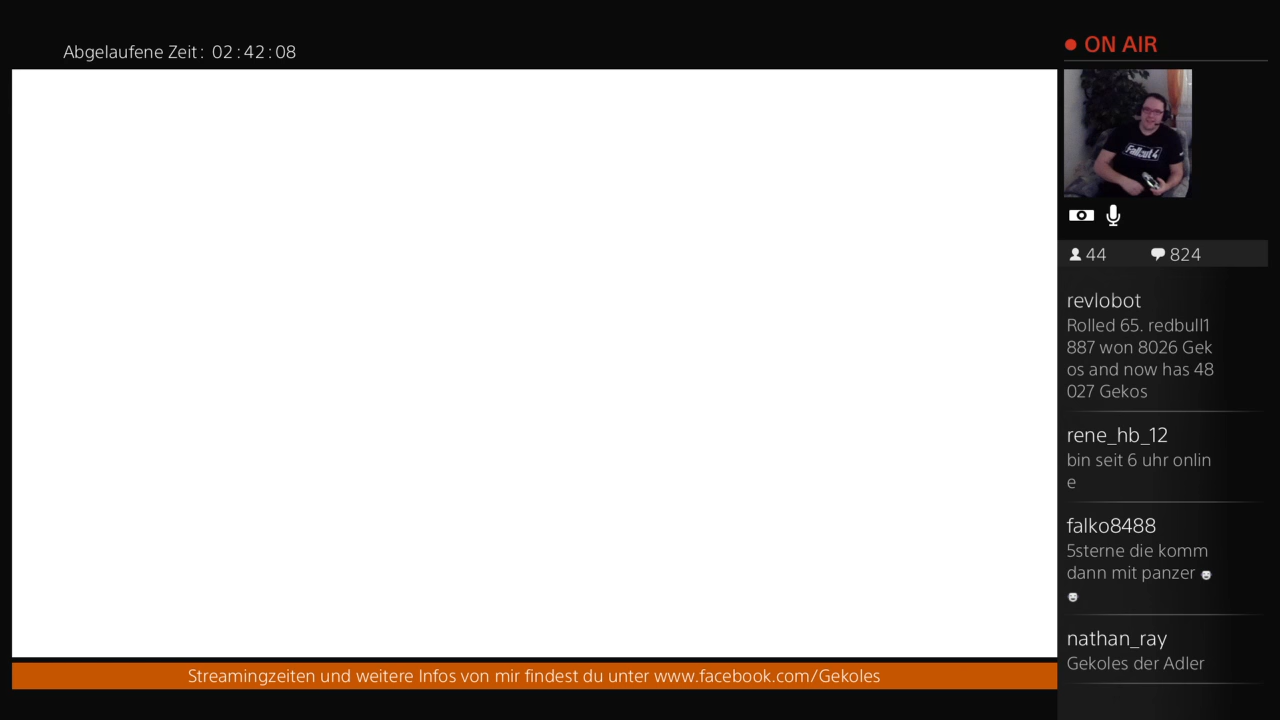 Abgelaufene Zeit: 02:42:08
ON AIR
Fallout 4
44 824
revlobot
Rolled 65. redbull1
887 won 8026 Gek
os and now has 48
027 Gekos
rene_hb_12
bin seit 6 uhr onlin
e
falko8488
5sterne die komm
dann mit panzer
nathan_ray
Gekoles der Adler
Streamingzeiten und weitere Infos von mir findest du unter www.facebook.com/Gekoles